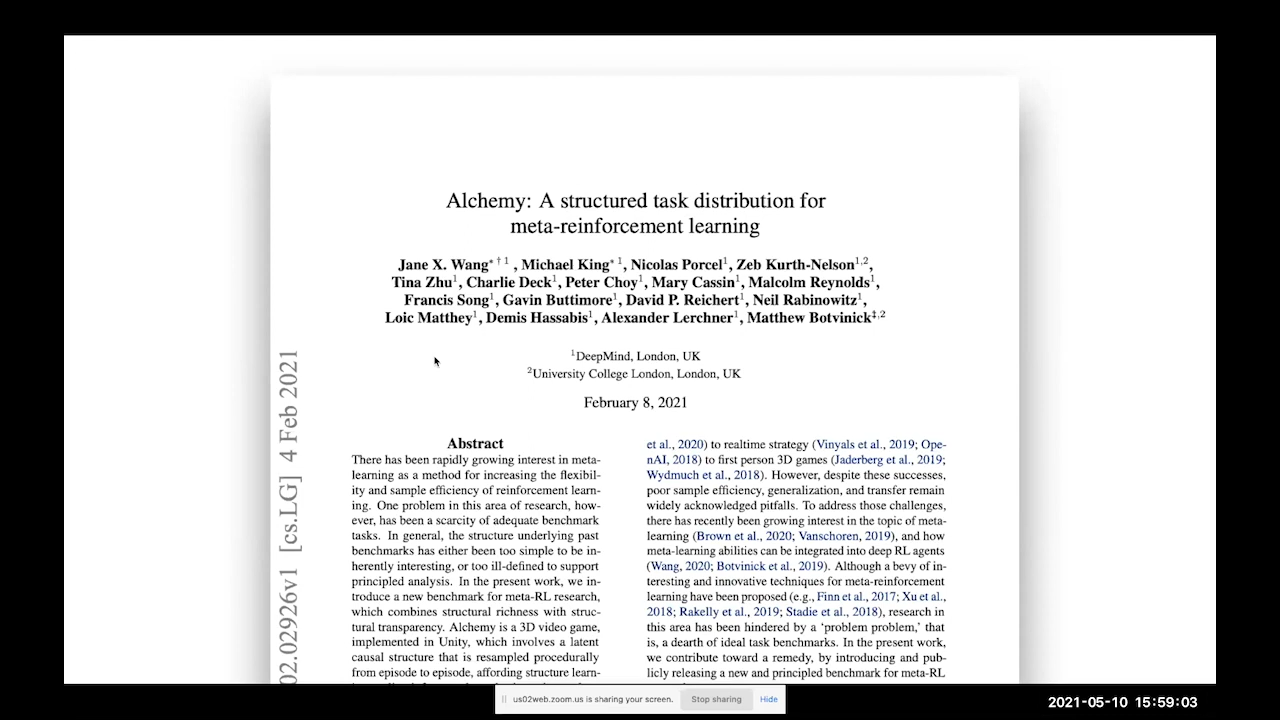 Alchemy: A structured task distribution for
meta-reinforcement learning
Jane X. Wang* † 1 , Michael King* 1, Nicolas Porcel1, Zeb Kurth-Nelson1,2,
Tina Zhu1, Charlie Deck1, Peter Choy1, Mary Cassin1, Malcolm Reynolds1,
Francis Song1, Gavin Buttimore1, David P. Reichert1, Neil Rabinowitz1,
Loic Matthey1, Demis Hassabis1, Alexander Lerchner1, Matthew Botvinick‡,2
1DeepMind, London, UK
2University College London, London, UK
February 8, 2021
02.02926v1 [cs.LG] 4 Feb 2021
Abstract
There has been rapidly growing interest in meta-
learning as a method for increasing the flexibil-
ity and sample efficiency of reinforcement learn-
ing. One problem in this area of research, how-
ever, has been a scarcity of adequate benchmark
tasks. In general, the structure underlying past
benchmarks has either been too simple to be in-
herently interesting, or too ill-defined to support
principled analysis. In the present work, we in-
troduce a new benchmark for meta-RL research,
which combines structural richness with struc-
tural transparency. Alchemy is a 3D video game,
implemented in Unity, which involves a latent
causal structure that is resampled procedurally
from episode to episode, affording structure learn-
et al., 2020) to realtime strategy (Vinyals et al., 2019; Ope-
nAI, 2018) to first person 3D games (Jaderberg et al., 2019;
Wydmuch et al., 2018). However, despite these successes,
poor sample efficiency, generalization, and transfer remain
widely acknowledged pitfalls. To address those challenges,
there has recently been growing interest in the topic of meta-
learning (Brown et al., 2020; Vanschoren, 2019), and how
meta-learning abilities can be integrated into deep RL agents
(Wang, 2020; Botvinick et al., 2019). Although a bevy of in-
teresting and innovative techniques for meta-reinforcement
learning have been proposed (e.g., Finn et al., 2017; Xu et al.,
2018; Rakelly et al., 2019; Stadie et al., 2018), research in
this area has been hindered by a ‘problem problem,’ that
is, a dearth of ideal task benchmarks. In the present work,
we contribute toward a remedy, by introducing and pub-
licly releasing a new and principled benchmark for meta-RL
us02web.zoom.us is sharing your screen. Stop sharing Hide
2021-05-10 15:59:03